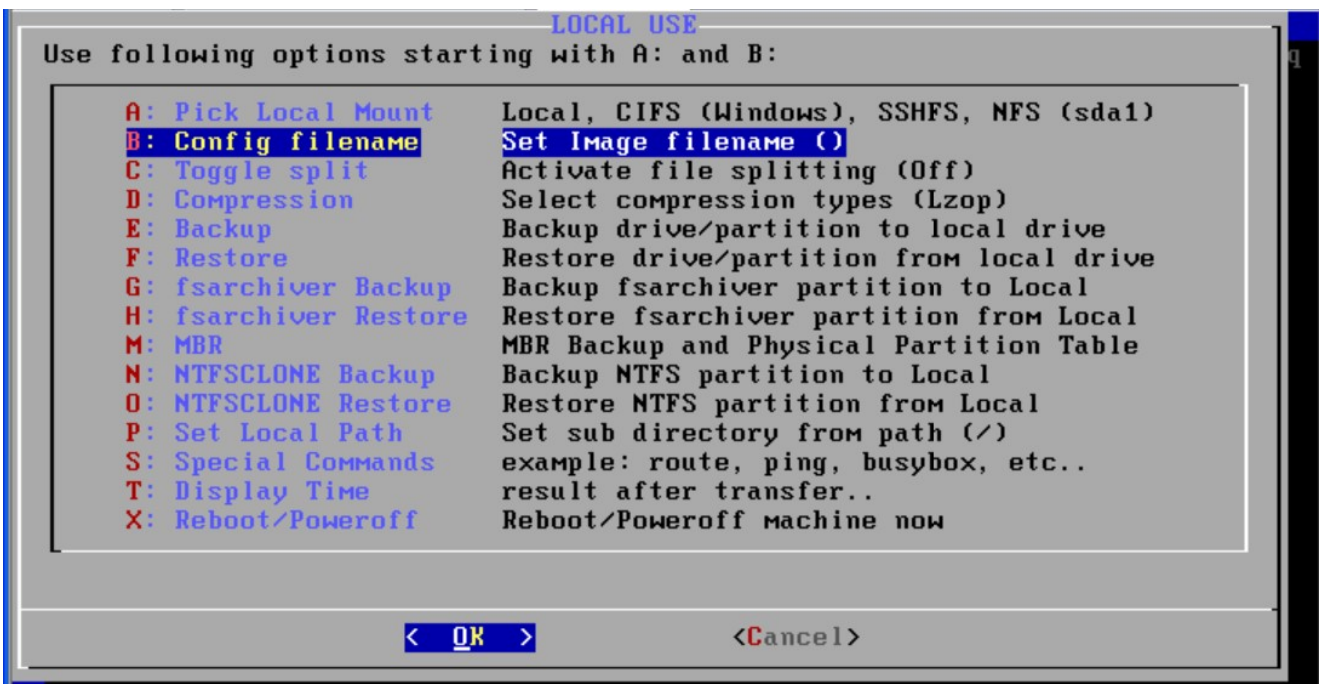 LOCAL USE
Use following options starting with A: and B:
A: Pick Local Mount Local, CIFS (Windows), SSHFS, NFS (sda1)
B: Config filename Set Image filename ()
C: Toggle split Activate file splitting (Off)
D: Compression Select compression types (Lzop)
E: Backup Backup drive/partition to local drive
F: Restore Restore drive/partition from local drive
G: fsarchiver Backup Backup fsarchiver partition to Local
H: fsarchiver Restore Restore fsarchiver partition from Local
M: MBR MBR Backup and Physical Partition Table
N: NTFSCLONE Backup Backup NTFS partition to Local
O: NTFSCLONE Restore Restore NTFS partition from Local
P: Set Local Path Set sub directory from path (/)
S: Special Commands example: route, ping, busybox, etc..
T: Display Time result after transfer..
X: Reboot/Poweroff Reboot/Poweroff machine now
< OK > <Cancel>
q